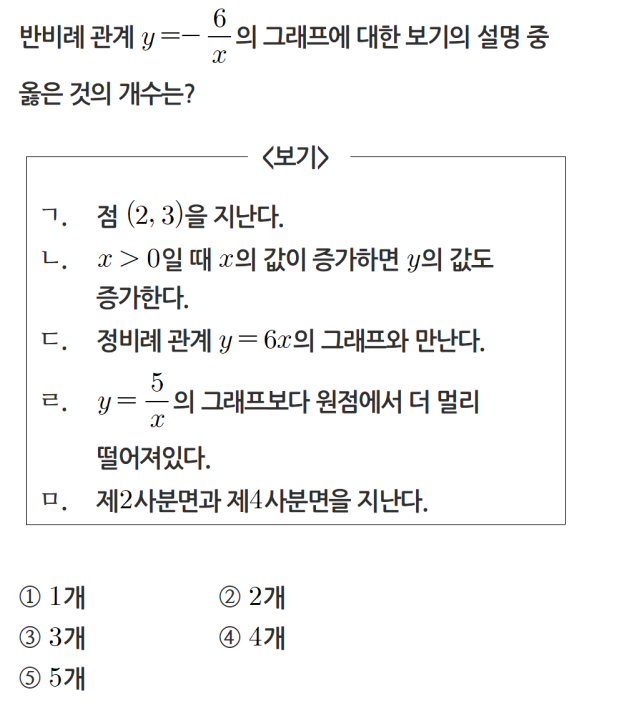 반비례 관계 y=-6/x의 그래프에 대한 보기의 설명 중
옳은 것의 개수는?
<보기>
ㄱ. 점 (2, 3)을 지난다.
ㄴ. x > 0일 때 x의 값이 증가하면 y의 값도
증가한다.
ㄷ. 정비례 관계 y=6x의 그래프와 만난다.
ㄹ. y=5/x의 그래프보다 원점에서 더 멀리
떨어져있다.
ㅁ. 제2사분면과 제4사분면을 지난다.
① 1개 ② 2개
③ 3개 ④ 4개
⑤ 5개